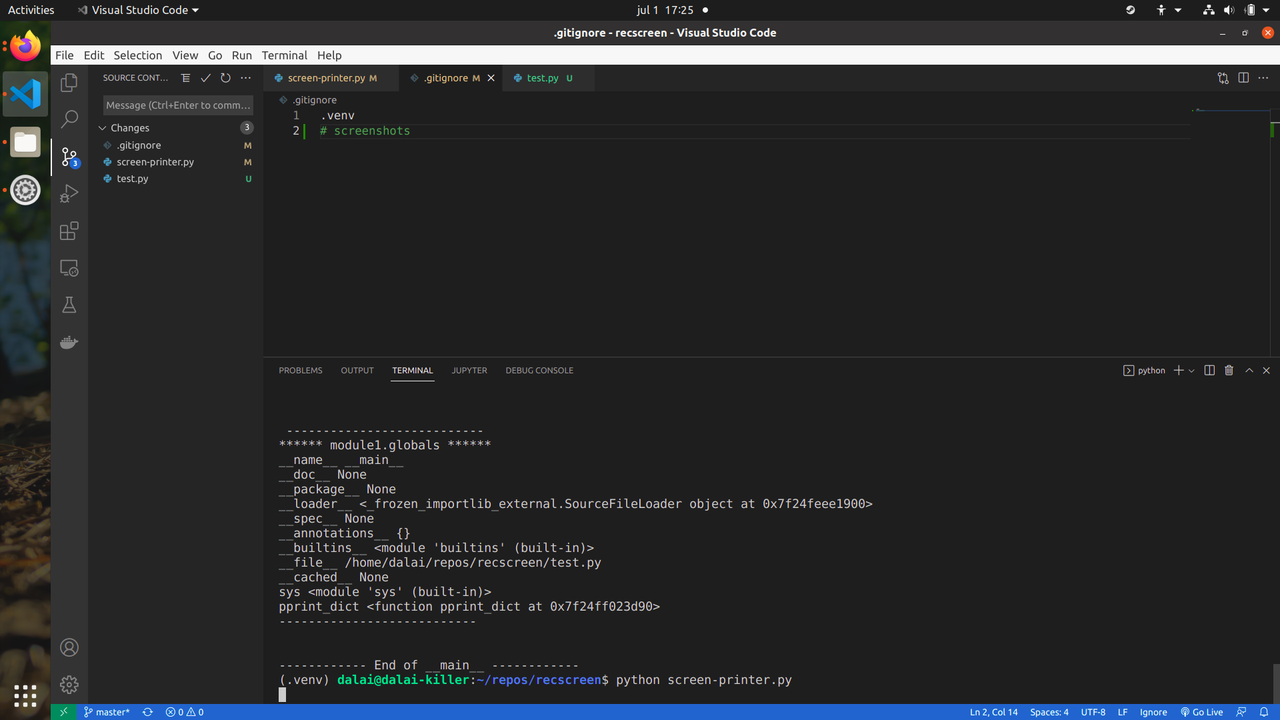 Activities
Visual Studio Code
jul 1 17:25
.gitignore - recscreen - Visual Studio Code
File Edit Selection View Go Run Terminal Help
SOURCE CONT...
Message (Ctrl+Enter to comm...
Changes 3
.gitignore M
screen-printer.py M
test.py U
3
screen-printer.py M
.gitignore M
test.py U
.gitignore
1 .venv
2 # screenshots
PROBLEMS OUTPUT TERMINAL JUPYTER DEBUG CONSOLE
python
---------------------------
****** module1.globals ******
__name__ __main__
__doc__ None
__package__ None
__loader__ <_frozen_importlib_external.SourceFileLoader object at 0x7f24feee1900>
__spec__ None
__annotations__ {}
__builtins__ <module 'builtins' (built-in)>
__file__ /home/dalai/repos/recscreen/test.py
__cached__ None
sys <module 'sys' (built-in)>
pprint_dict <function pprint_dict at 0x7f24ff023d90>
---------------------------
------------ End of __main__ ------------
(.venv) dalai@dalai-killer:~/repos/recscreen$ python screen-printer.py
master* 0 0 Ln 2, Col 14 Spaces: 4 UTF-8 LF Ignore Go Live